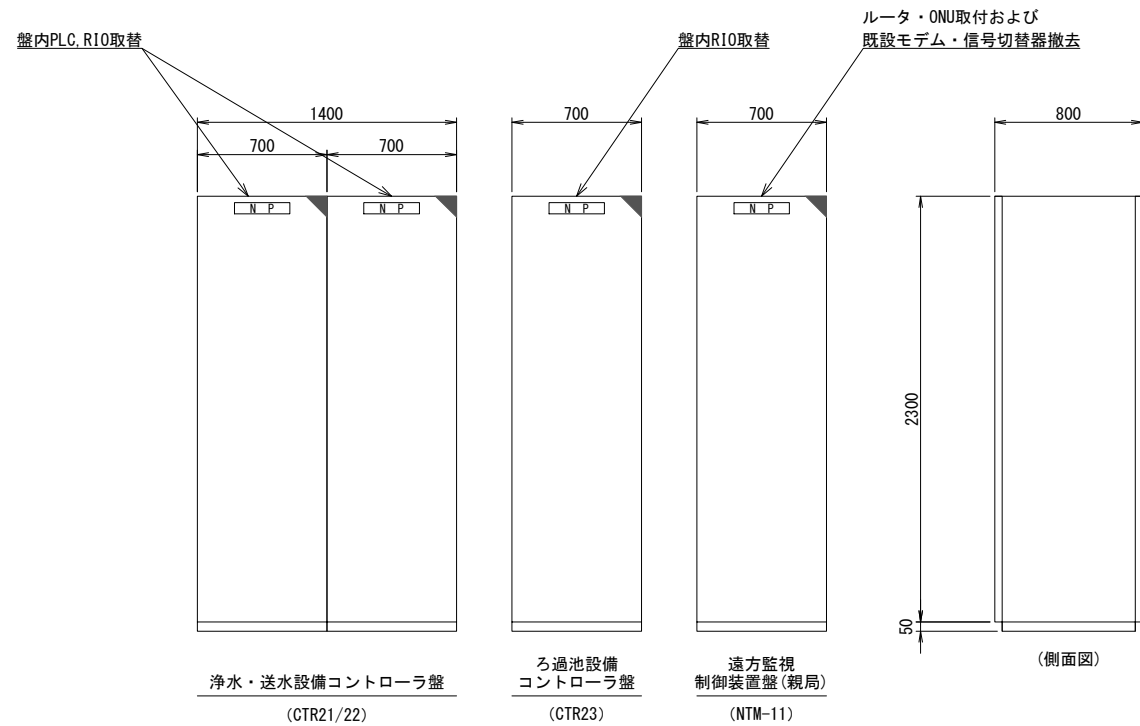 ルータ・ONU取付および
既設モデム・信号切替器撤去
盤内PLC,RIO取替
盤内RIO取替
1400
700
700
700
700
800
N P
N P
N P
N P
2300
50
浄水・送水設備コントローラ盤
(CTR21/22)
ろ過池設備
コントローラ盤
(CTR23)
遠方監視
制御装置盤(親局)
(NTM-11)
(側面図)